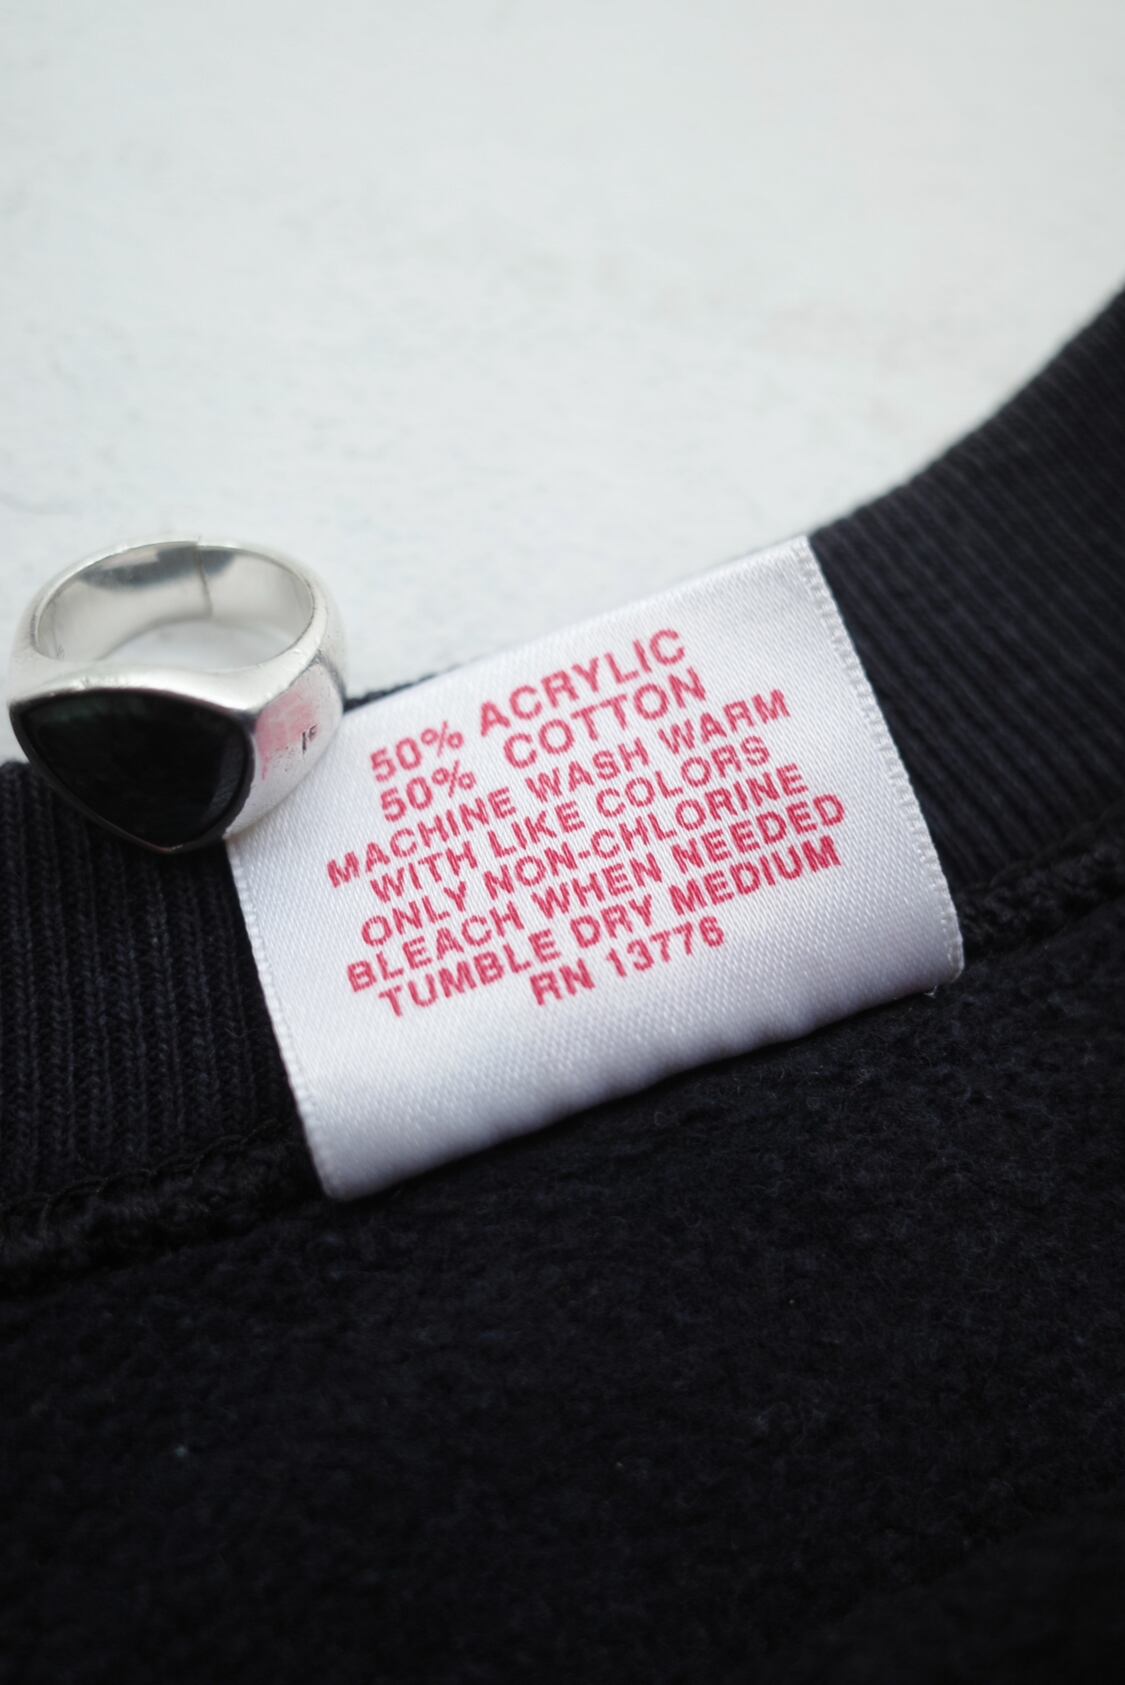 50% ACRYLIC
50% COTTON
MACHINE WASH WARM
WITH LIKE COLORS
ONLY NON-CHLORINE
BLEACH WHEN NEEDED
TUMBLE DRY MEDIUM
RN 13776